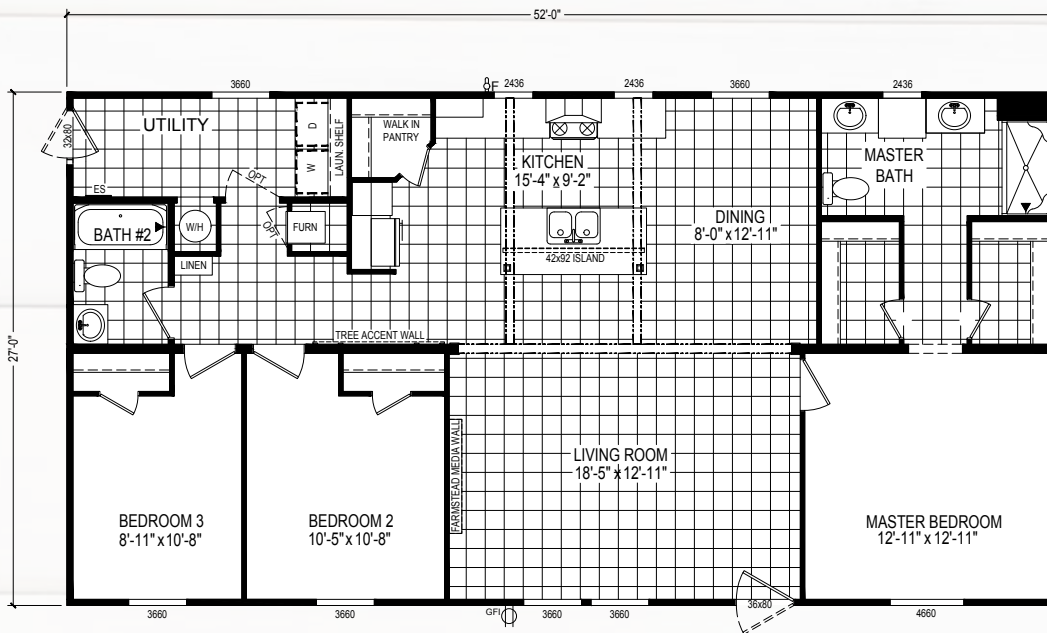 52'-0"
3660
F
2436
2436
3660
2436
27'-0"
32x80
UTILITY
D
W
LAUN. SHELF
WALK IN
PANTRY
KITCHEN
15'-4" x 9'-2"
MASTER
BATH
OPT
ES
BATH #2
W/H
OPT
FURN
LINEN
DINING
8'-0" x 12'-11"
42x92 ISLAND
TREE ACCENT WALL
FARMSTEAD MEDIA WALL
LIVING ROOM
18'-5" x 12'-11"
BEDROOM 3
8'-11" x 10'-8"
BEDROOM 2
10'-5" x 10'-8"
MASTER BEDROOM
12'-11" x 12'-11"
36x80
3660
3660
GFI
3660
3660
4660